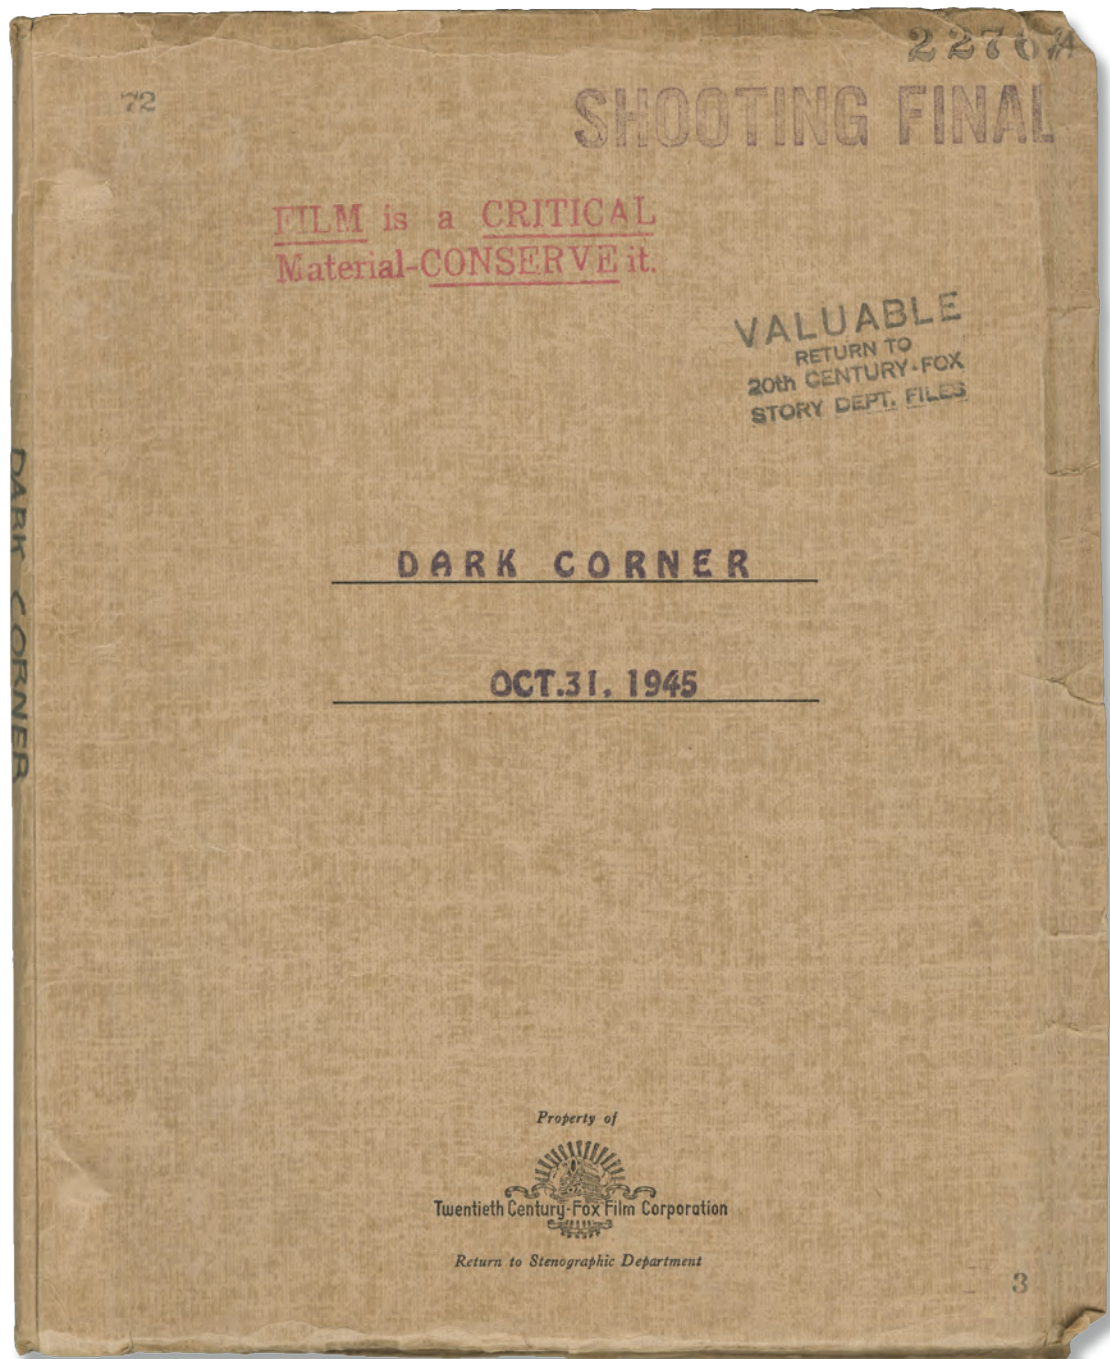 72
SHOOTING FINAL
FILM is a CRITICAL
Material-CONSERVE it.
VALUABLE
RETURN TO
20th CENTURY-FOX
STORY DEPT. FILES
DARK CORNER
DARK CORNER
OCT.31, 1945
Property of
Twentieth Century-Fox Film Corporation
Return to Stenographic Department
3